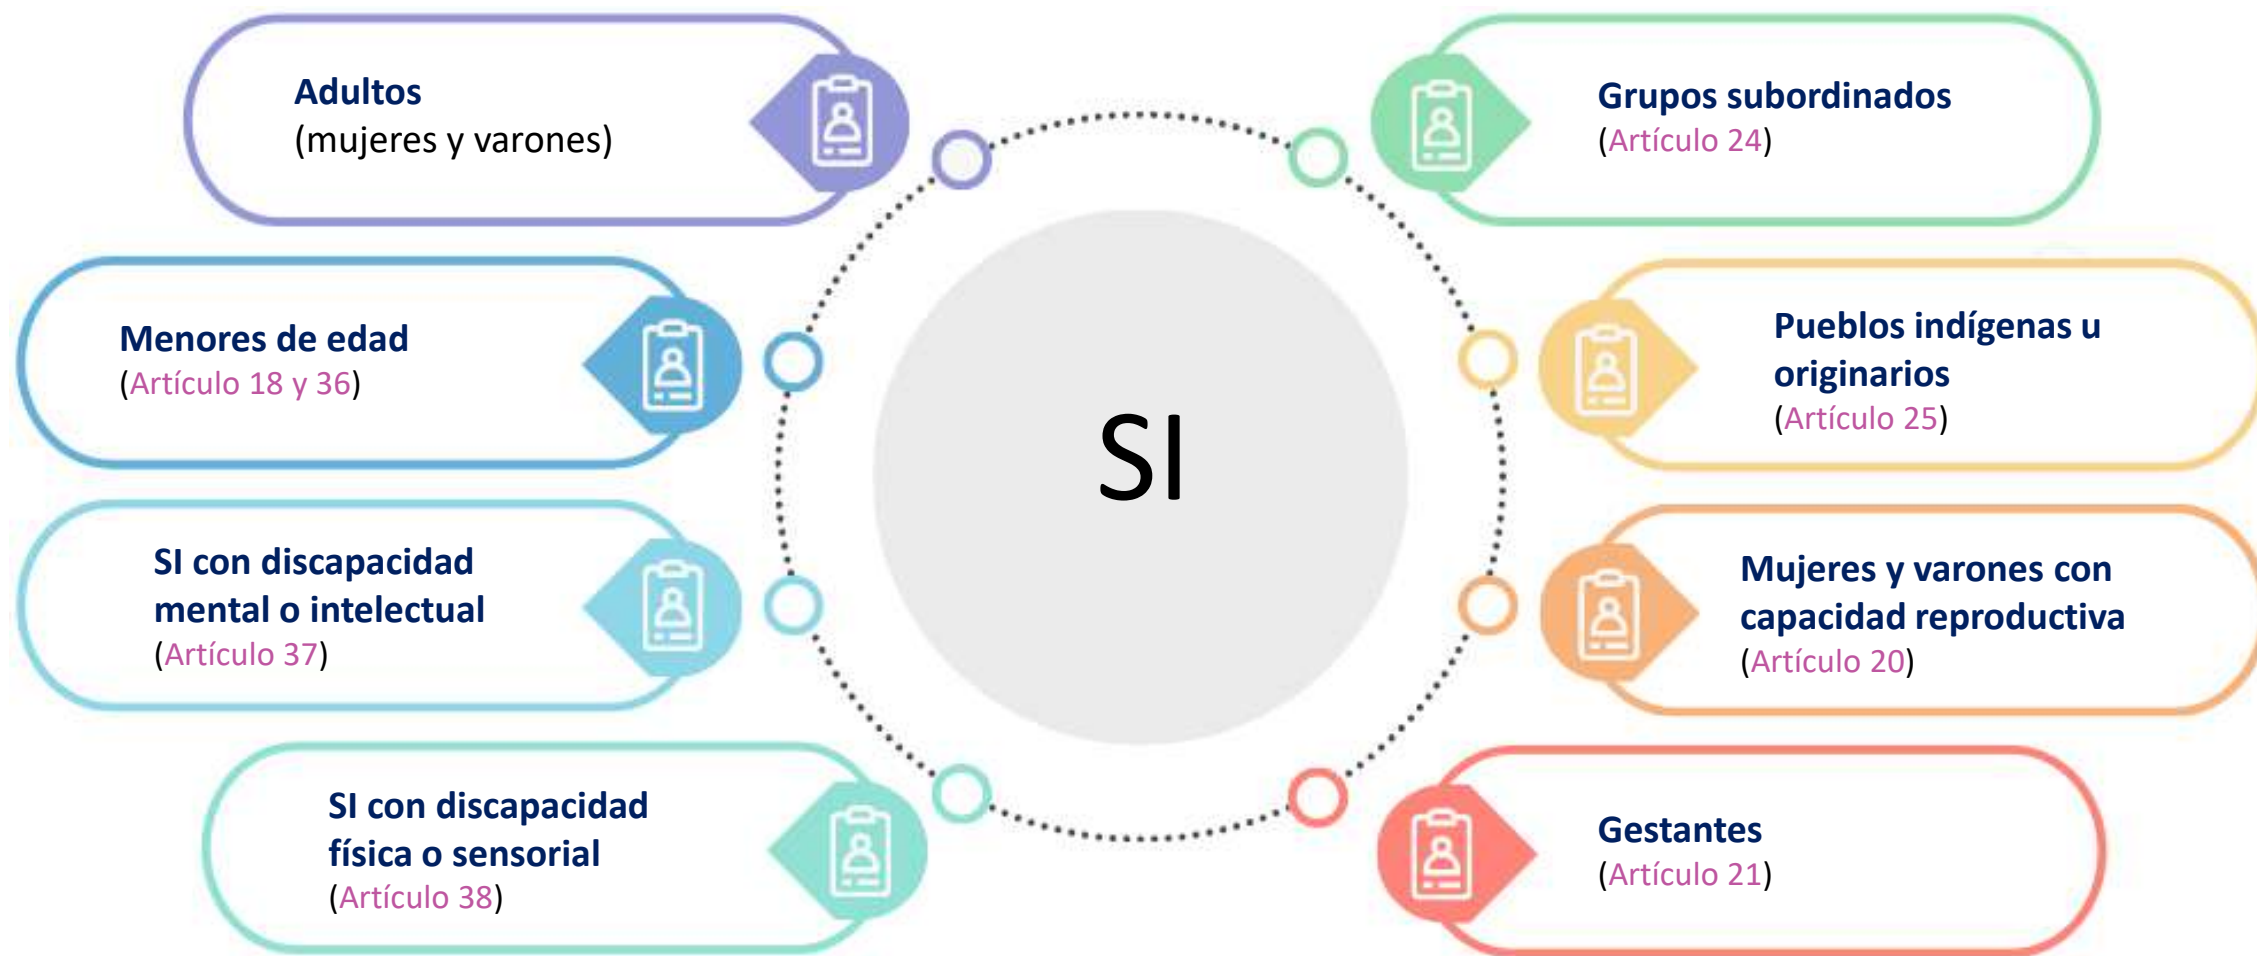 Adultos
(mujeres y varones)
Menores de edad
(Artículo 18 y 36)
SI con discapacidad
mental o intelectual
(Artículo 37)
SI con discapacidad
física o sensorial
(Artículo 38)
SI
Grupos subordinados
(Artículo 24)
Pueblos indígenas u
originarios
(Artículo 25)
Mujeres y varones con
capacidad reproductiva
(Artículo 20)
Gestantes
(Artículo 21)